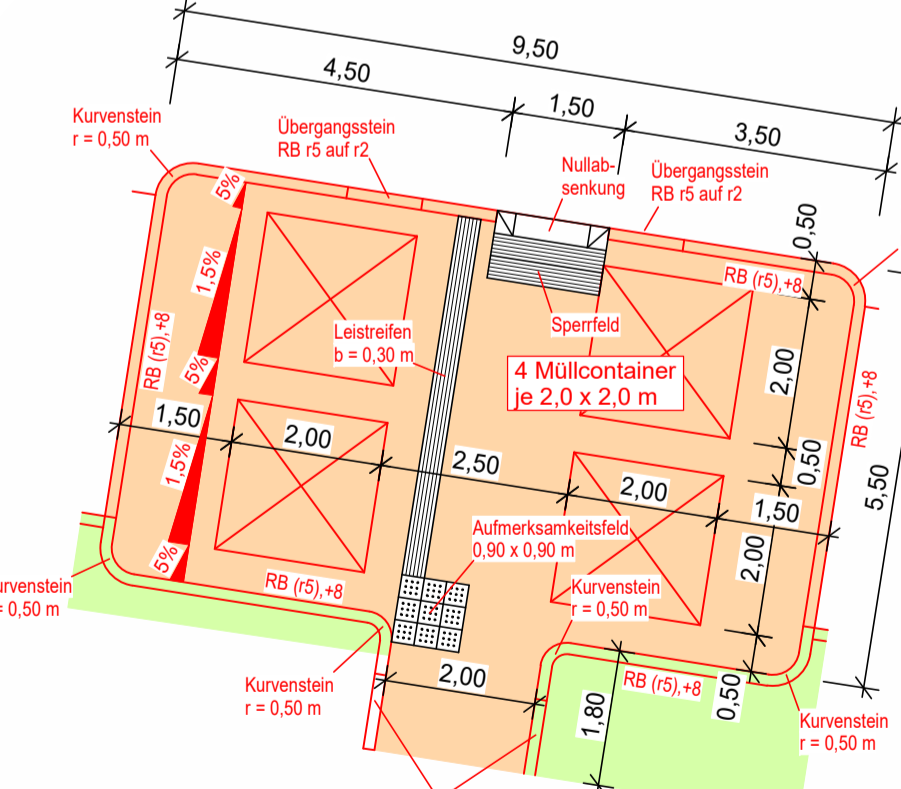 9,50
4,50
1,50
3,50
Kurvenstein
r = 0,50 m
Übergangsstein
RB r5 auf r2
Nullab-
senkung
Übergangsstein
RB r5 auf r2
0,50
5%
1,5%
5%
1,5%
5%
RB (r5),+8
RB (r5),+8
Leistreifen
b = 0,30 m
Sperrfeld
4 Müllcontainer
je 2,0 x 2,0 m
2,00
RB (r5),+8
1,50
2,00
2,50
2,00
1,50
0,50
5,50
2,00
Aufmerksamkeitsfeld
0,90 x 0,90 m
Kurvenstein
r = 0,50 m
RB (r5),+8
urvenstein
= 0,50 m
Kurvenstein
r = 0,50 m
2,00
RB (r5),+8
0,50
1,80
Kurvenstein
r = 0,50 m